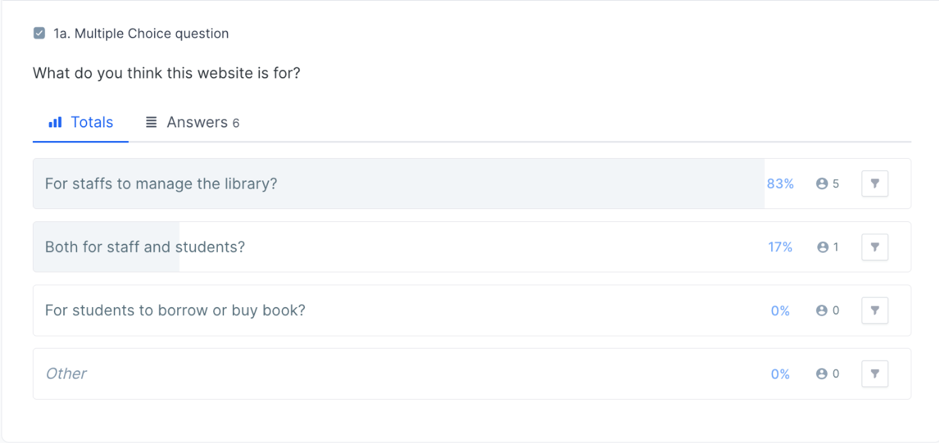 1a. Multiple Choice question
What do you think this website is for?
Totals Answers 6
For staffs to manage the library? 83% 5
Both for staff and students? 17% 1
For students to borrow or buy book? 0% 0
Other 0% 0